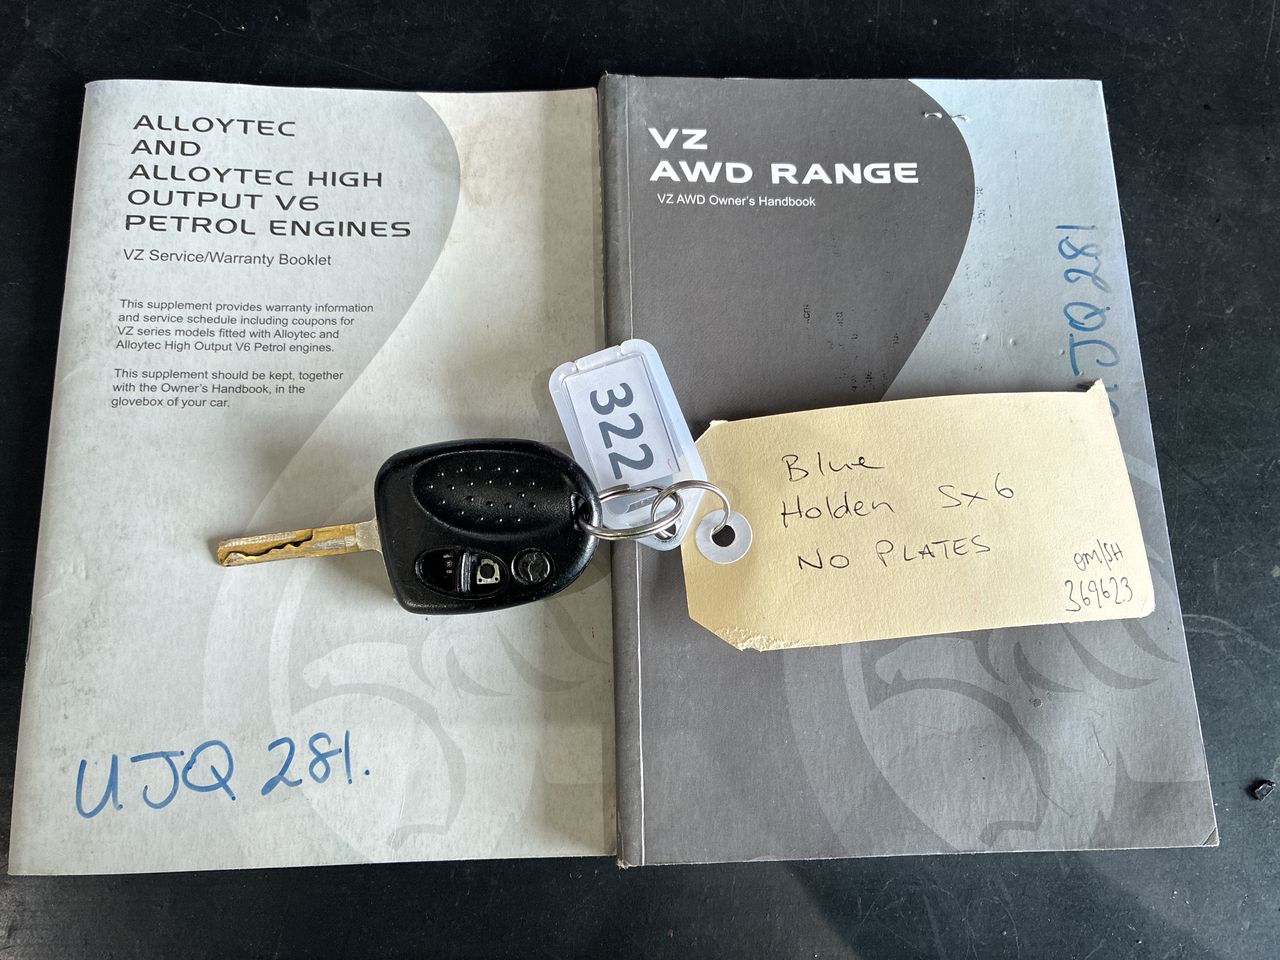 ALLOYTEC
AND
ALLOYTEC HIGH
OUTPUT V6
PETROL ENGINES
VZ Service/Warranty Booklet
This supplement provides warranty information
and service schedule including coupons for
VZ series models fitted with Alloytec and
Alloytec High Output V6 Petrol engines.
This supplement should be kept, together
with the Owner's Handbook, in the
glovebox of your car.
UJQ 281.
VZ
AWD RANGE
VZ AWD Owner's Handbook
182QJ
322
Blue
Holden Sx6
NO PLATES
gm/SH
369623